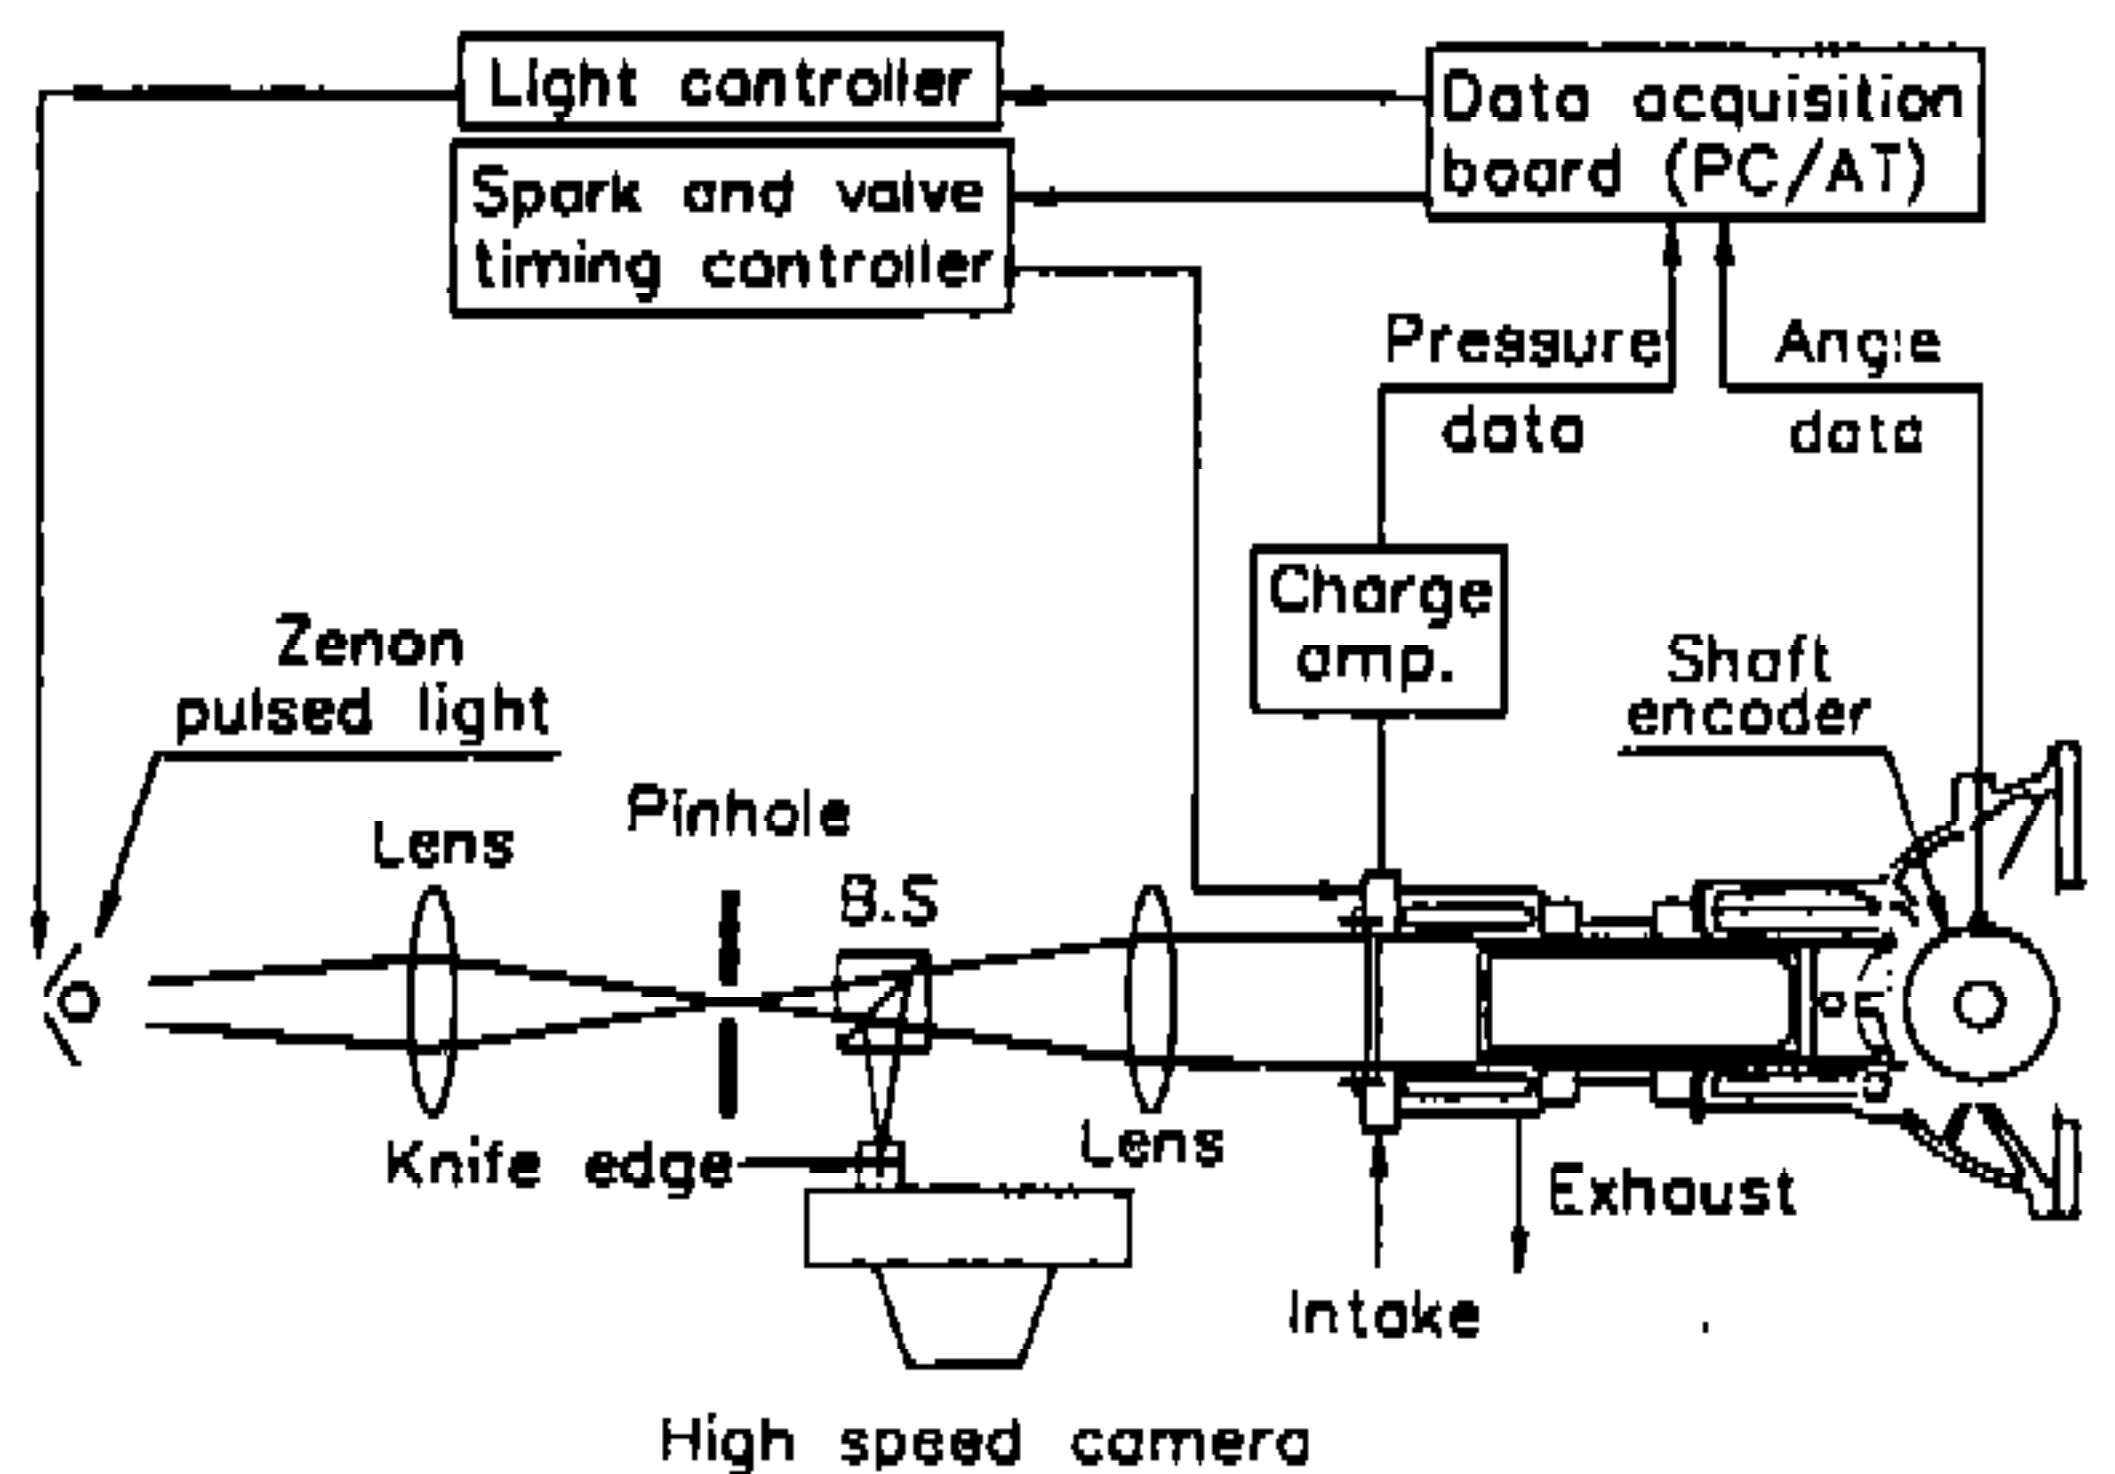 Light controller
Data acquisition
board (PC/AT)
Spark and valve
timing controller
Pressure
data
Angle
data
Charge
amp.
Zenon
pulsed light
Shaft
encoder
Pinhole
Lens
B.S
Knife edge
Lens
Exhaust
Intake
High speed camera